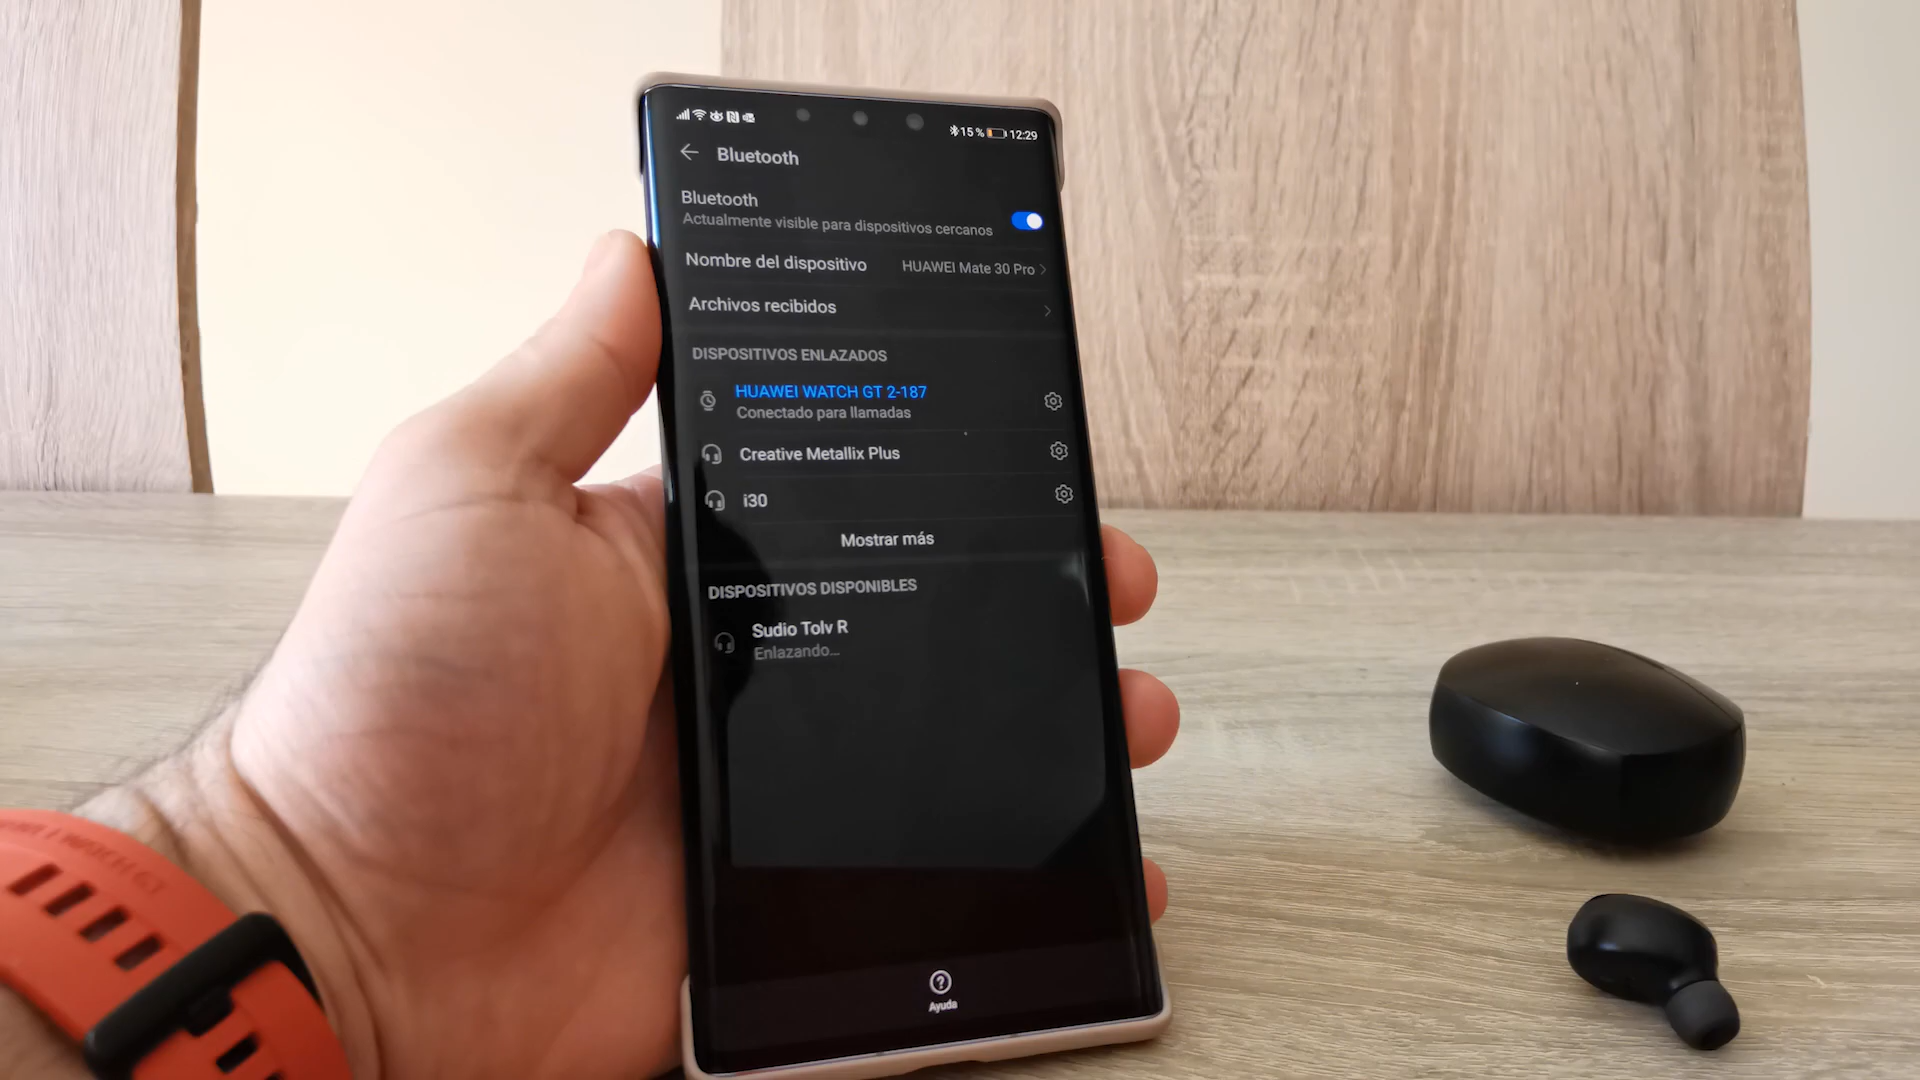 15 % 12:29
Bluetooth
Bluetooth
Actualmente visible para dispositivos cercanos
Nombre del dispositivo HUAWEI Mate 30 Pro
Archivos recibidos
DISPOSITIVOS ENLAZADOS
HUAWEI WATCH GT 2-187
Conectado para llamadas
Creative Metallix Plus
i30
Mostrar más
DISPOSITIVOS DISPONIBLES
Sudio Tolv R
Enlazando...
Ayuda
WATCH GT